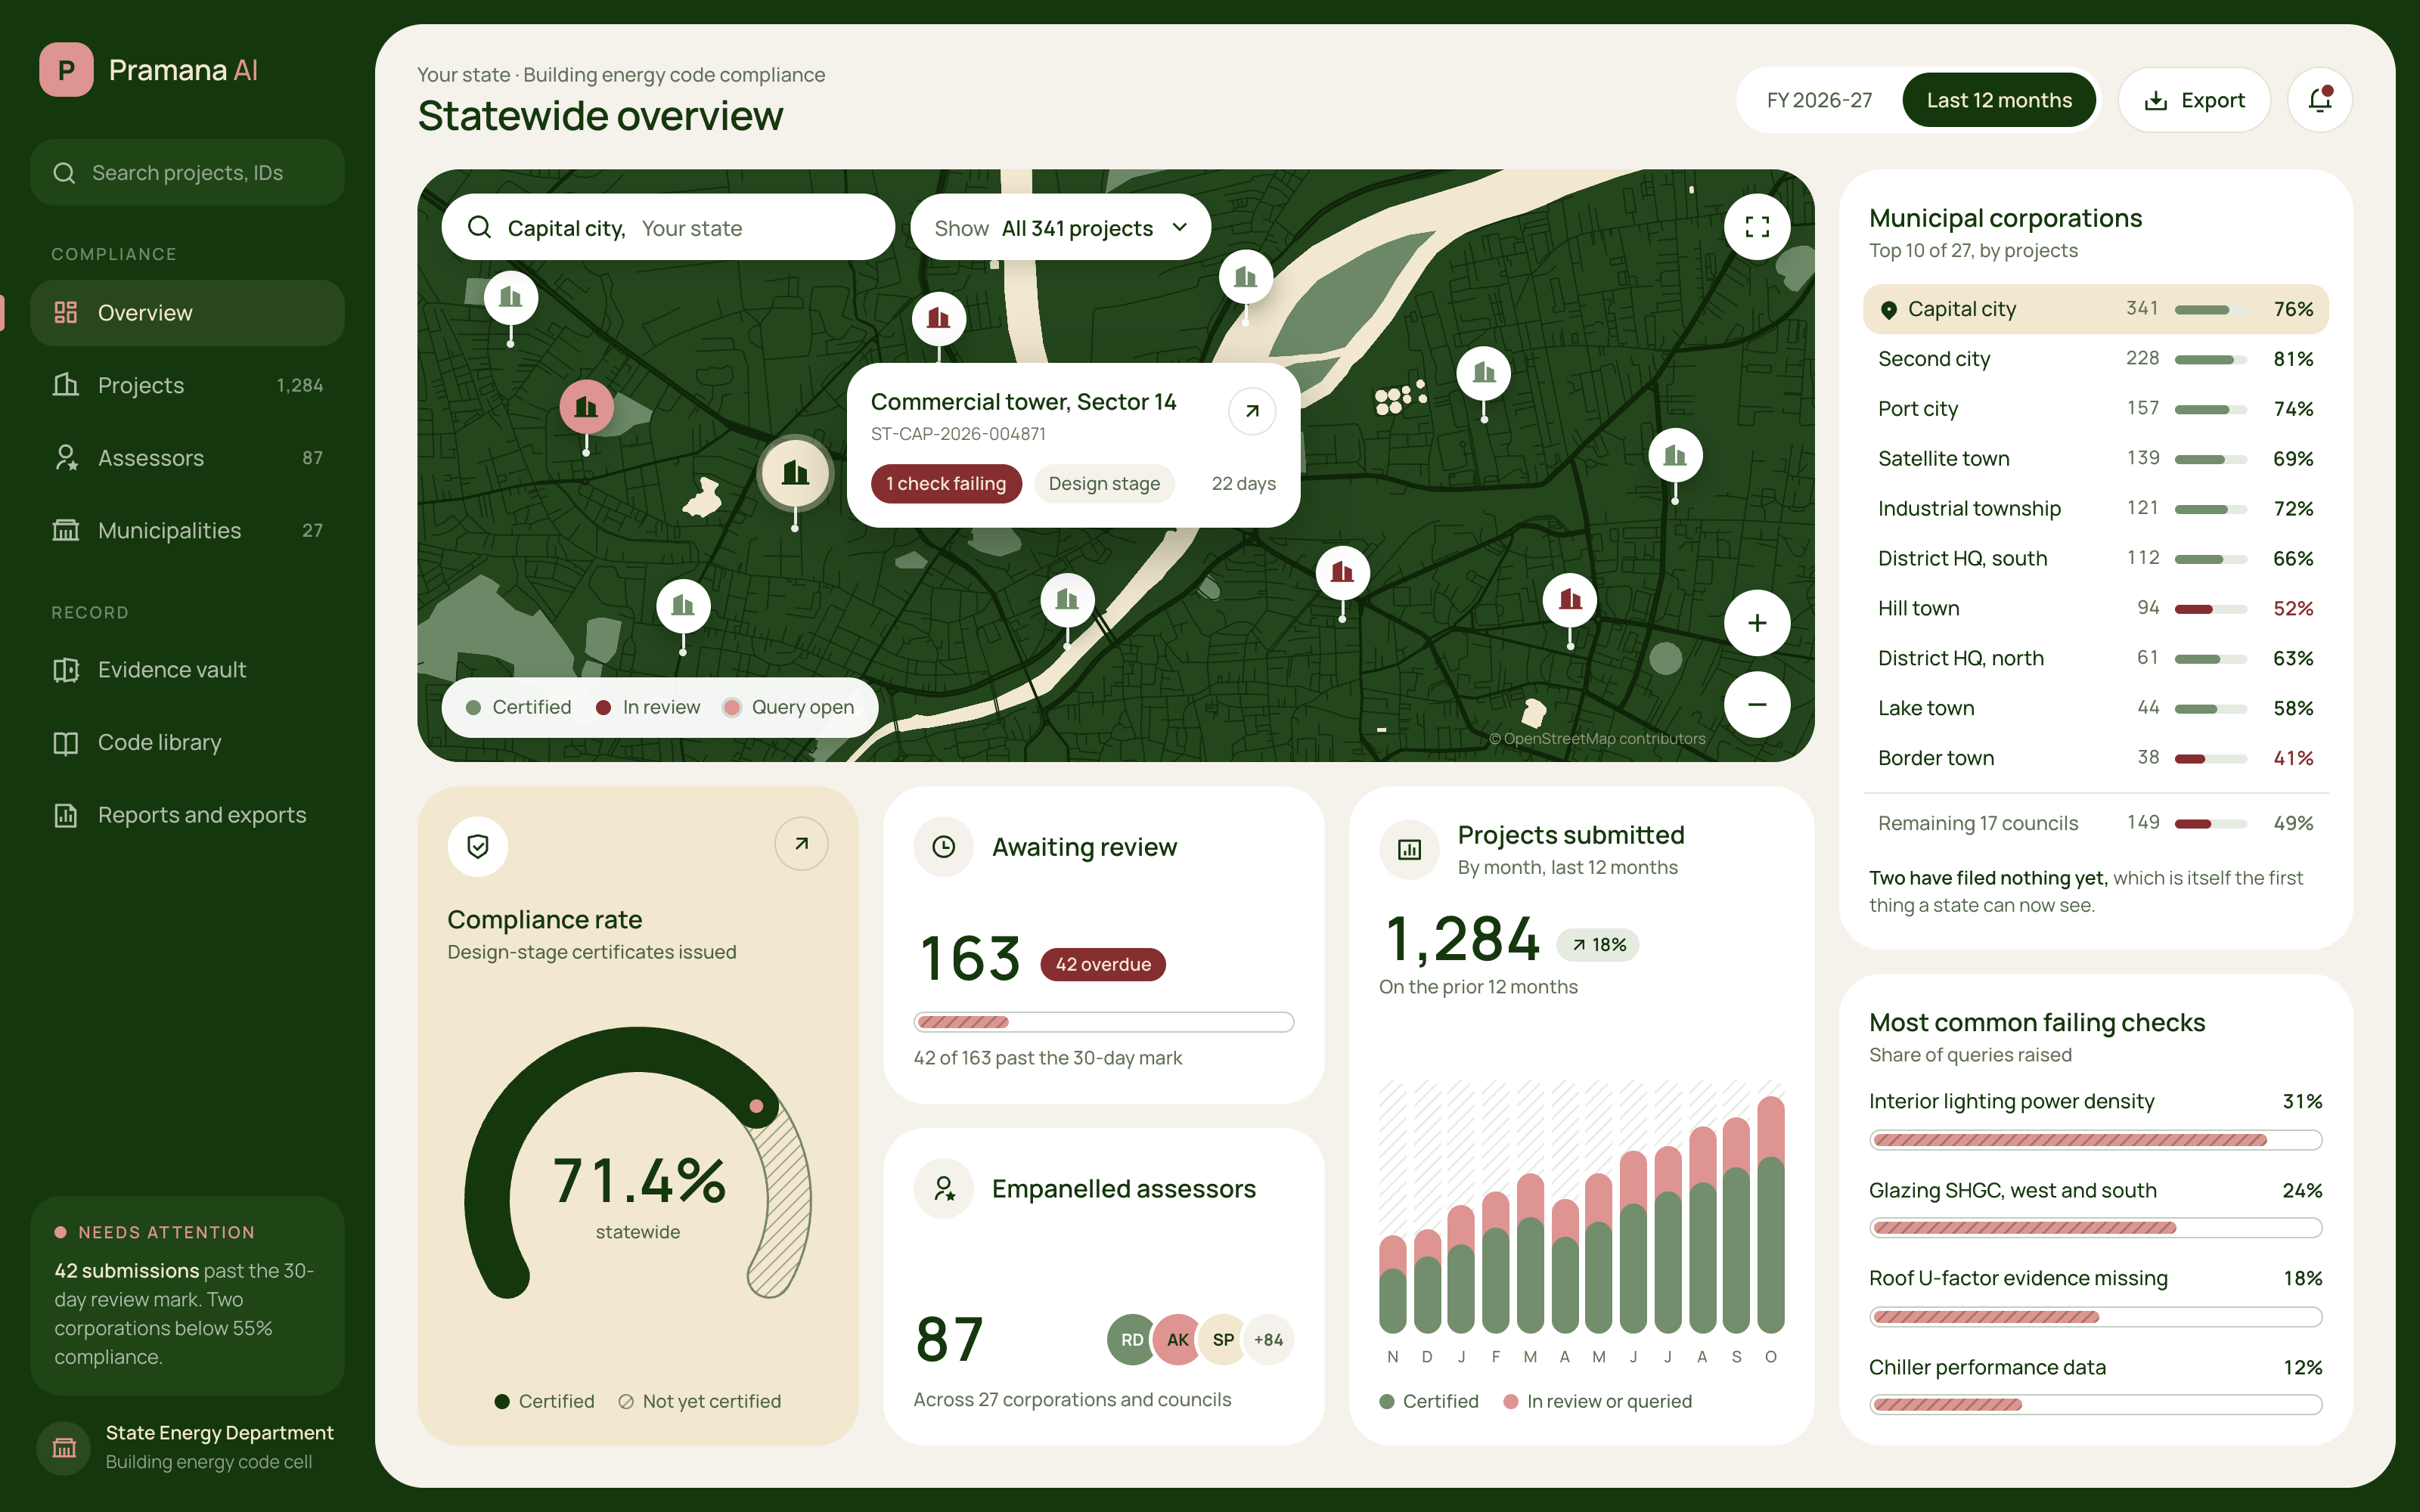 P
Pramana AI
Search projects, IDs
COMPLIANCE
Overview
Projects 1,284
Assessors 87
Municipalities 27
RECORD
Evidence vault
Code library
Reports and exports
NEEDS ATTENTION
42 submissions past the 30-
day review mark. Two
corporations below 55%
compliance.
State Energy Department
Building energy code cell
Your state · Building energy code compliance
Statewide overview
FY 2026-27
Last 12 months
Export
Capital city, Your state
Show All 341 projects
Commercial tower, Sector 14
ST-CAP-2026-004871
1 check failing
Design stage
22 days
Certified
In review
Query open
© OpenStreetMap contributors
Compliance rate
Design-stage certificates issued
71.4%
statewide
Certified
Not yet certified
Awaiting review
163
42 overdue
42 of 163 past the 30-day mark
Empanelled assessors
87
RD
AK
SP
+84
Across 27 corporations and councils
Projects submitted
By month, last 12 months
1,284
18%
On the prior 12 months
N D J F M A M J J A S O
Certified
In review or queried
Municipal corporations
Top 10 of 27, by projects
Capital city 341 76%
Second city 228 81%
Port city 157 74%
Satellite town 139 69%
Industrial township 121 72%
District HQ, south 112 66%
Hill town 94 52%
District HQ, north 61 63%
Lake town 44 58%
Border town 38 41%
Remaining 17 councils 149 49%
Two have filed nothing yet, which is itself the first
thing a state can now see.
Most common failing checks
Share of queries raised
Interior lighting power density 31%
Glazing SHGC, west and south 24%
Roof U-factor evidence missing 18%
Chiller performance data 12%